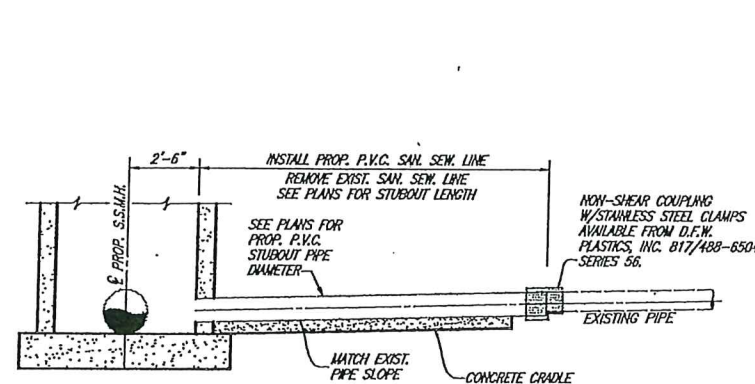 2'-6"
INSTALL PROP. P.V.C. SAN. SEW. LINE
REMOVE EXIST. SAN. SEW. LINE
SEE PLANS FOR STUBOUT LENGTH
℄ PROP. S.S.M.H.
SEE PLANS FOR
PROP. P.V.C.
STUBOUT PIPE
DIAMETER
NON-SHEAR COUPLING
W/STAINLESS STEEL CLAMPS
AVAILABLE FROM D.F.W.
PLASTICS, INC. 817/488-650
SERIES 56.
EXISTING PIPE
MATCH EXIST.
PIPE SLOPE
CONCRETE CRADLE